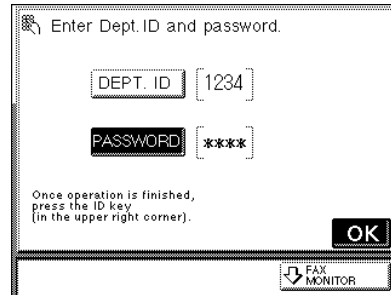 Enter Dept. ID and password.
DEPT. ID 1234
PASSWORD ****
Once operation is finished,
press the ID key
(in the upper right corner).
OK
FAX
MONITOR